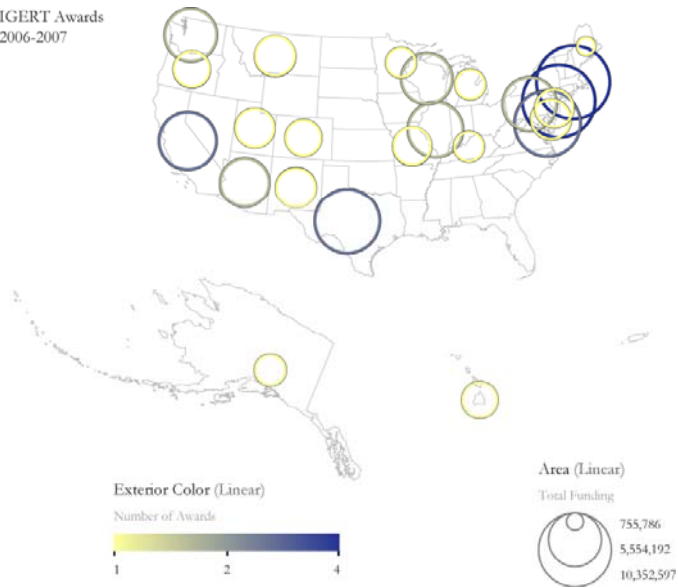 IGERT Awards
2006-2007
Exterior Color (Linear)
Number of Awards
1 2 4
Area (Linear)
Total Funding
755,786
5,554,192
10,352,597